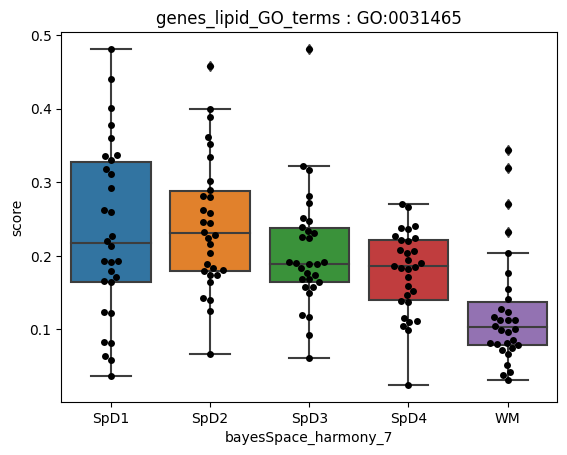 genes_lipid_GO_terms : GO:0031465
0.5
0.4
0.3
0.2
0.1
score
SpD1 SpD2 SpD3 SpD4 WM
bayesSpace_harmony_7